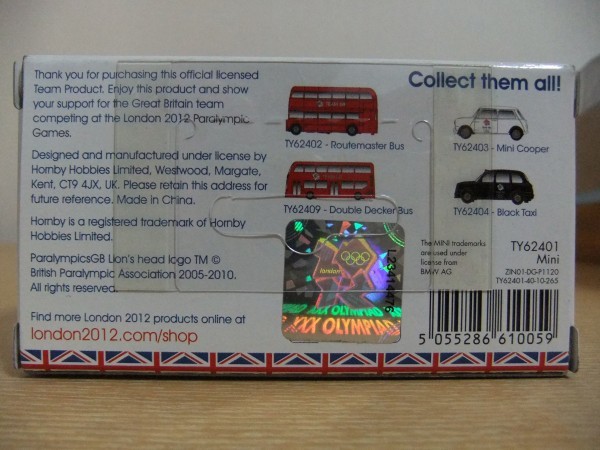 Thank you for purchasing this official licensed
Team Product. Enjoy this product and show
your support for the Great Britain team
competing at the London 2012 Paralympic
Games.
Designed and manufactured under license by
Hornby Hobbies Limited, Westwood, Margate,
Kent, CT9 4JX, UK. Please retain this address for
future reference. Made in China.
Hornby is a registered trademark of Hornby
Hobbies Limited.
ParalympicsGB Lion's head logo TM ©
British Paralympic Association 2005-2010.
All rights reserved.
Find more London 2012 products online at
london2012.com/shop
Collect them all!
TY62402 - Routemaster Bus
TY62403 - Mini Cooper
TY62409 - Double Decker Bus
TY62404 - Black Taxi
london
XXX OLYMPIAD
XXX OLYMPIAD
The MINI trademarks
are used under
license from
BMW AG
TY62401
Mini
ZIN01-DG-P1120
TY62401-40-10-265
5 055286 610059